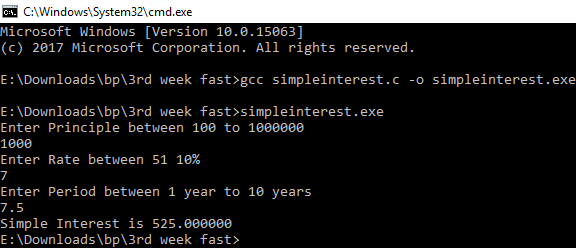 C:\Windows\System32\cmd.exe
Microsoft Windows [Version 10.0.15063]
(c) 2017 Microsoft Corporation. All rights reserved.
E:\Downloads\bp\3rd week fast>gcc simpleinterest.c -o simpleinterest.exe
E:\Downloads\bp\3rd week fast>simpleinterest.exe
Enter Principle between 100 to 1000000
1000
Enter Rate between 51 10%
7
Enter Period between 1 year to 10 years
7.5
Simple Interest is 525.000000
E:\Downloads\bp\3rd week fast>